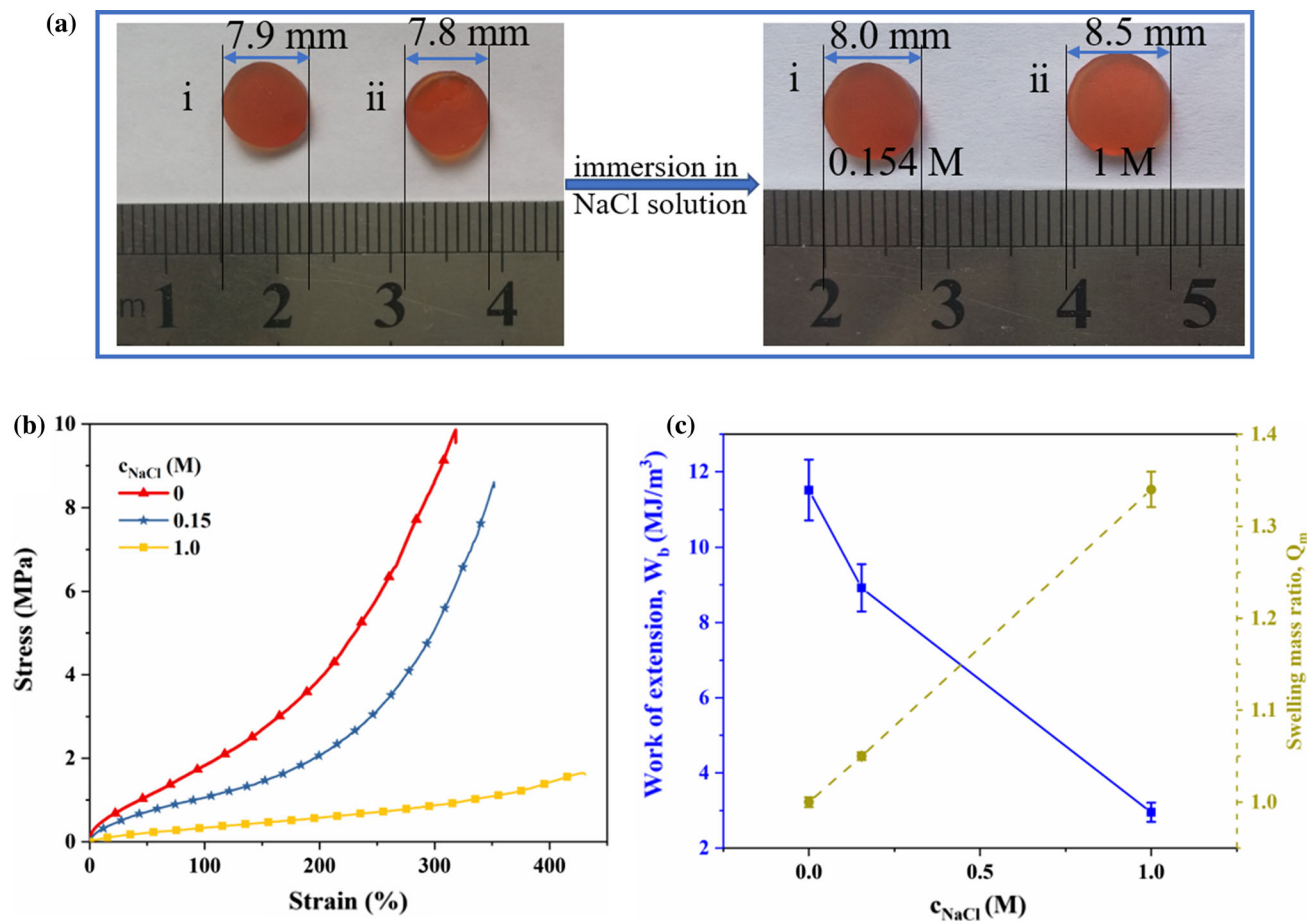 (a)
7.9 mm
7.8 mm
i
ii
1 2 3 4
immersion in
NaCl solution
8.0 mm
8.5 mm
i
ii
0.154 M
1 M
2 3 4 5
(b)
10
8
6
4
2
0
c_NaCl (M)
0
0.15
1.0
Stress (MPa)
0 100 200 300 400
Strain (%)
(c)
12
10
8
6
4
2
Work of extension, W_b (MJ/m³)
1.4
1.3
1.2
1.1
1.0
Swelling mass ratio, Q_m
0.0 0.5 1.0
c_NaCl (M)